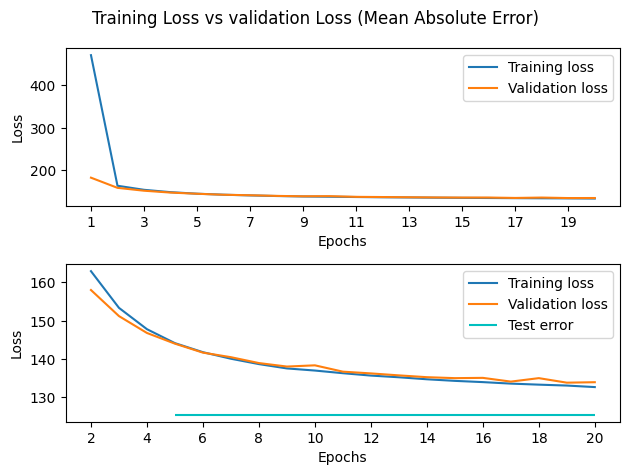 Training Loss vs validation Loss (Mean Absolute Error)
Training loss
Validation loss
Loss
400
300
200
1 3 5 7 9 11 13 15 17 19
Epochs
Training loss
Validation loss
Test error
Loss
160
150
140
130
2 4 6 8 10 12 14 16 18 20
Epochs